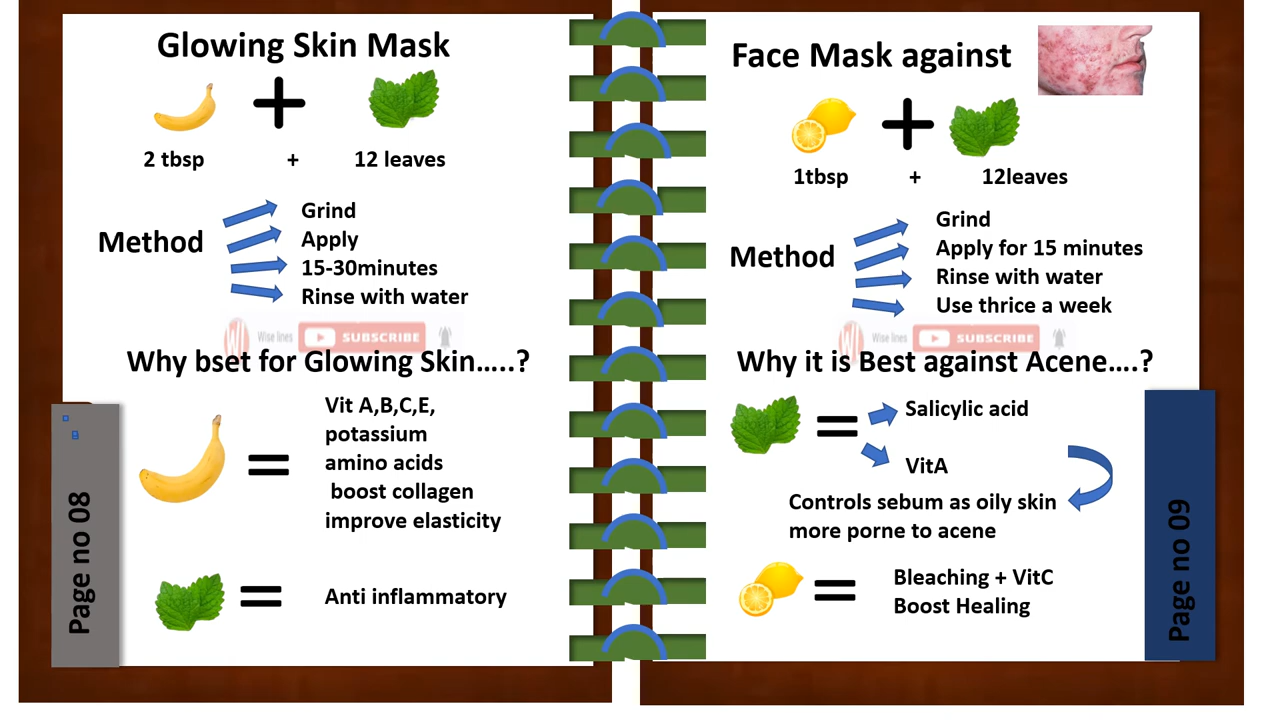 Glowing Skin Mask
2 tbsp + 12 leaves
Method
Grind
Apply
15-30minutes
Rinse with water
Wise lines SUBSCRIBE
Why bset for Glowing Skin.....?
Vit A,B,C,E,
potassium
amino acids
boost collagen
improve elasticity
Anti inflammatory
Page no 08
Face Mask against
1tbsp + 12leaves
Method
Grind
Apply for 15 minutes
Rinse with water
Use thrice a week
Wise lines SUBSCRIBE
Why it is Best against Acene....?
Salicylic acid
VitA
Controls sebum as oily skin
more porne to acene
Bleaching + VitC
Boost Healing
Page no 09